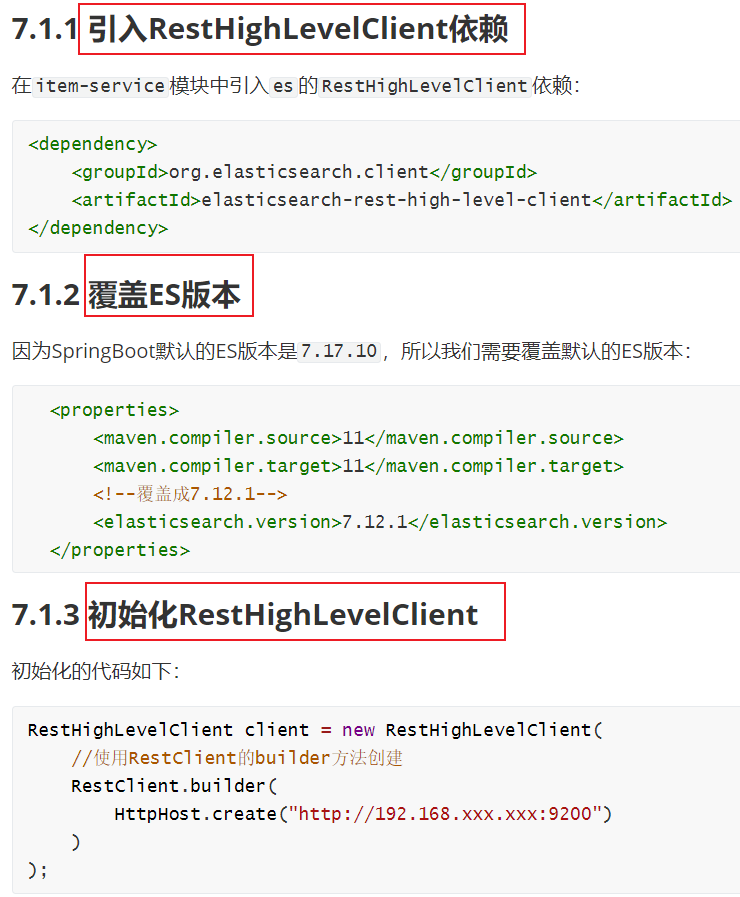 7.1.1 引入RestHighLevelClient依赖
在item-service模块中引入es的RestHighLevelClient依赖：
<dependency>
    <groupId>org.elasticsearch.client</groupId>
    <artifactId>elasticsearch-rest-high-level-client</artifactId>
</dependency>
7.1.2 覆盖ES版本
因为SpringBoot默认的ES版本是7.17.10，所以我们需要覆盖默认的ES版本：
  <properties>
      <maven.compiler.source>11</maven.compiler.source>
      <maven.compiler.target>11</maven.compiler.target>
      <!--覆盖成7.12.1-->
      <elasticsearch.version>7.12.1</elasticsearch.version>
  </properties>
7.1.3 初始化RestHighLevelClient
初始化的代码如下：
RestHighLevelClient client = new RestHighLevelClient(
    //使用RestClient的builder方法创建
    RestClient.builder(
        HttpHost.create("http://192.168.xxx.xxx:9200")
    )
);